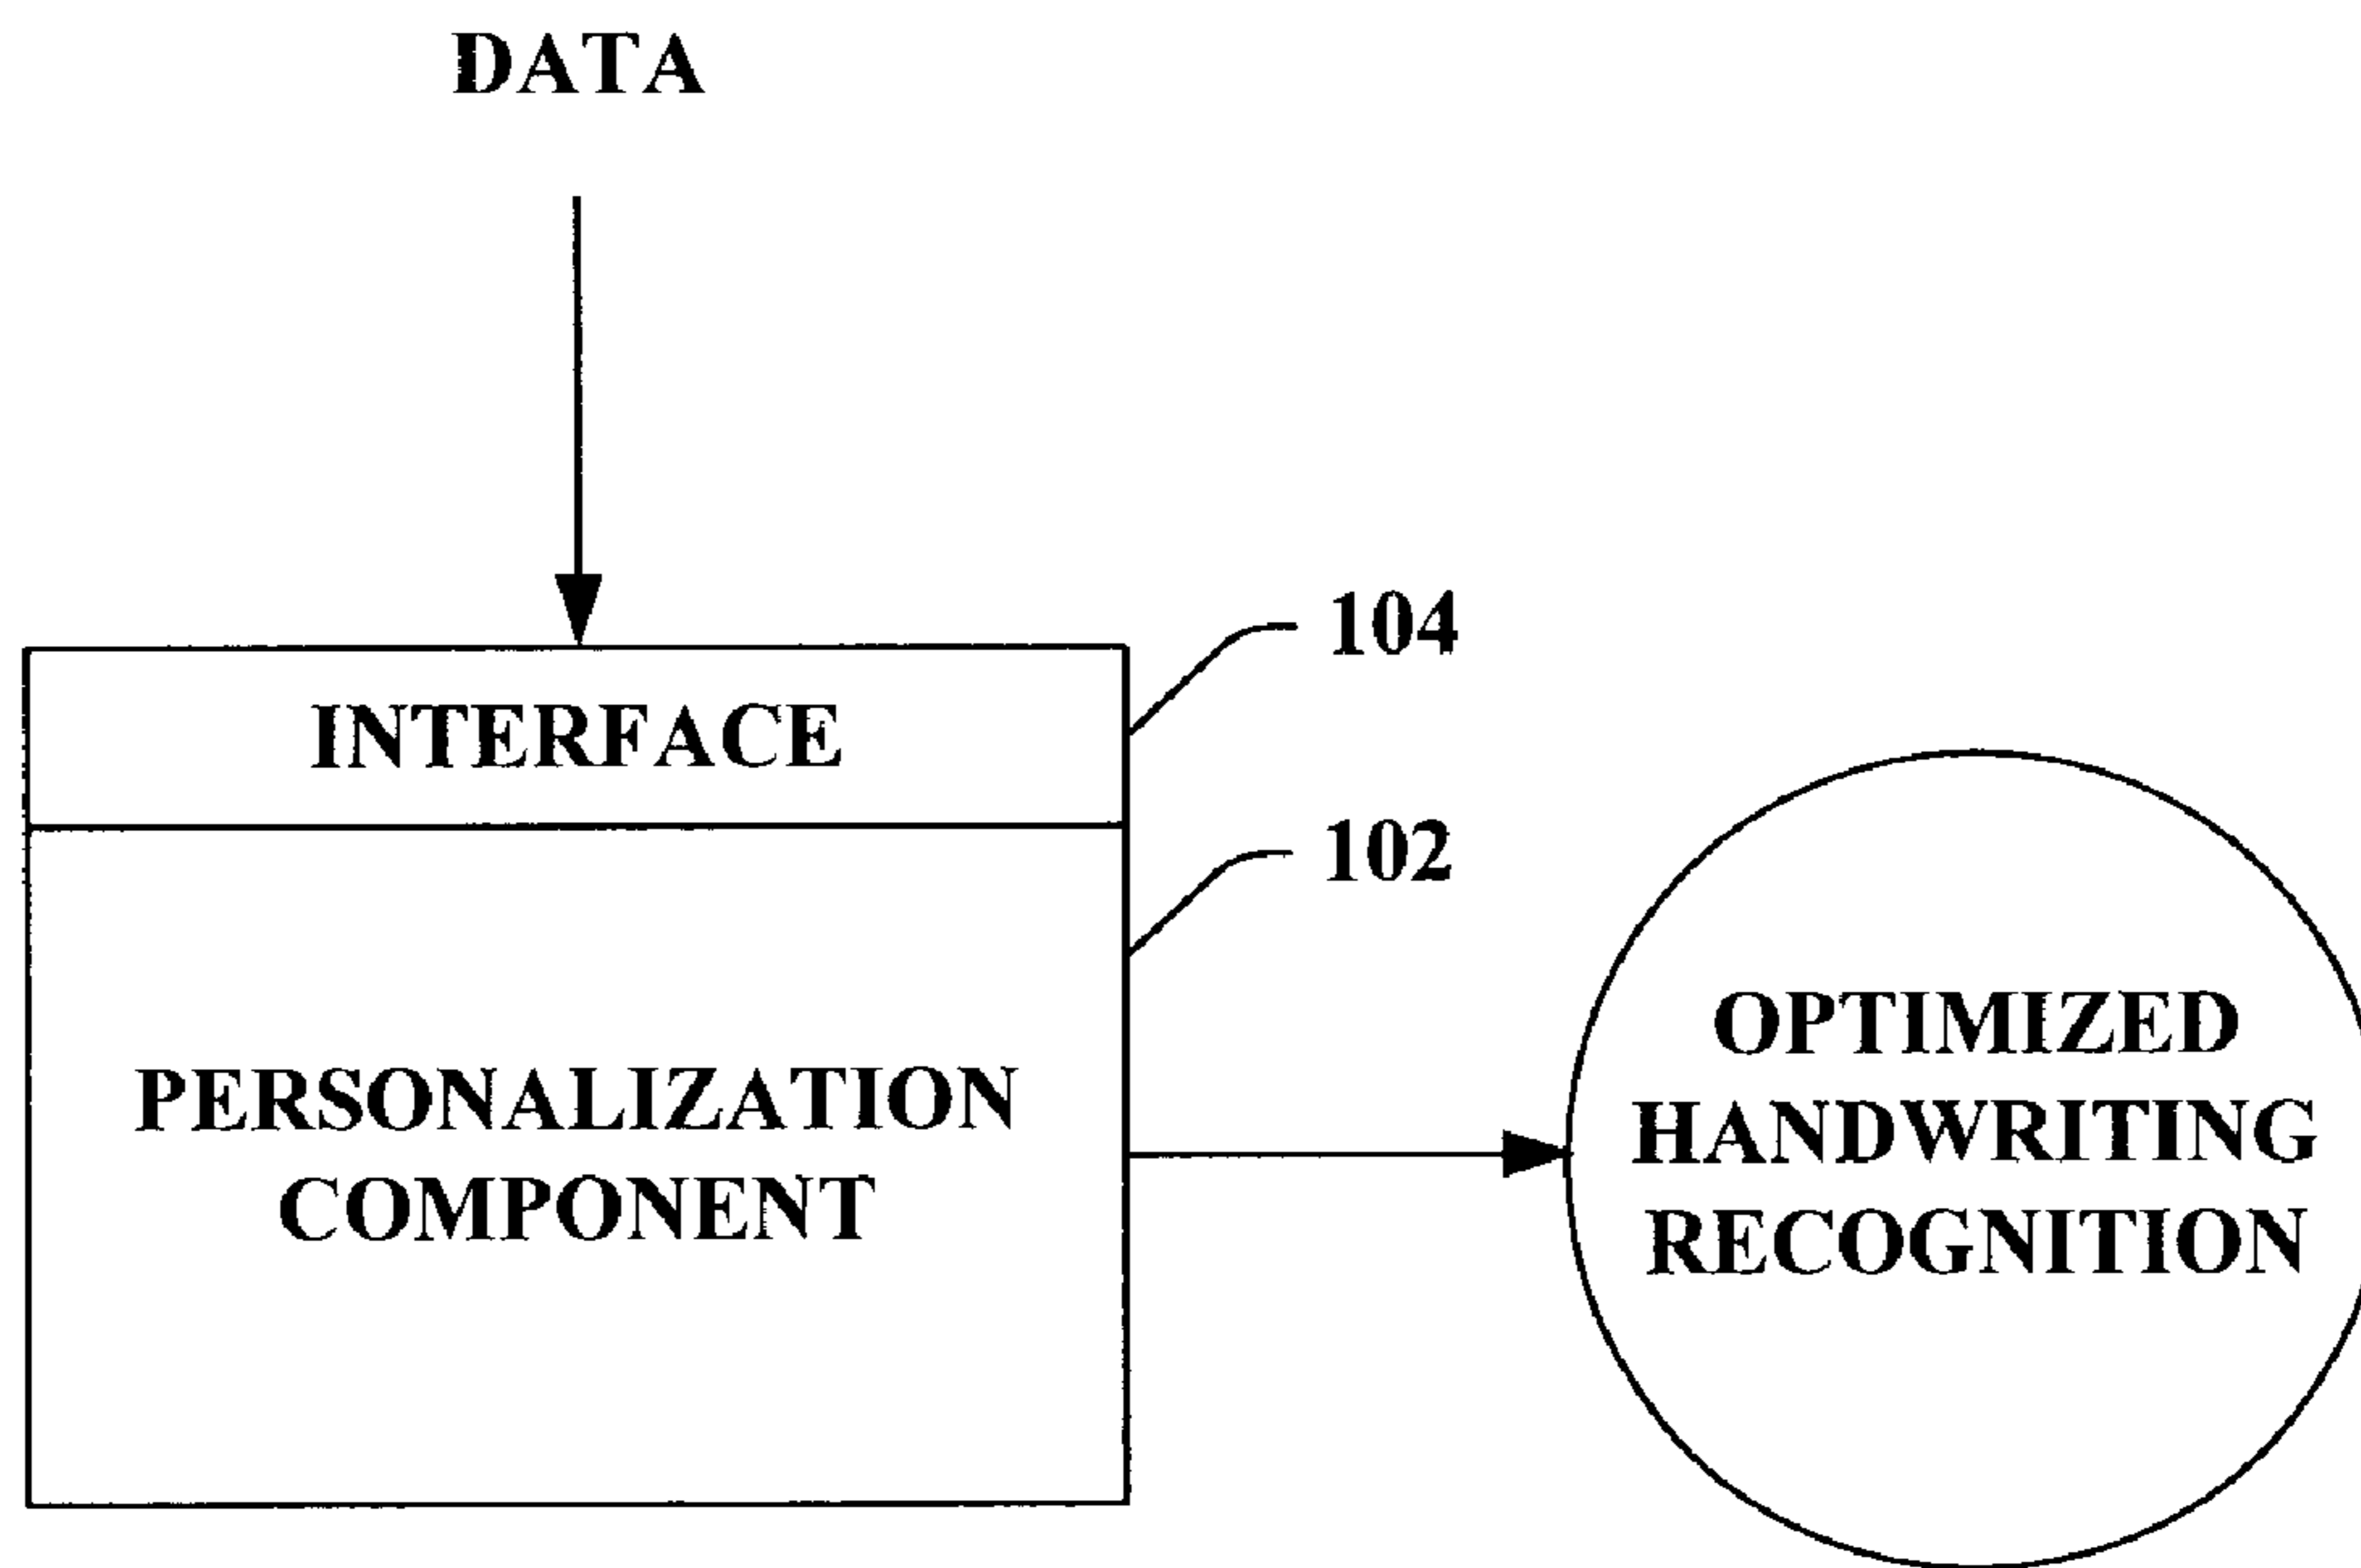 DATA
104
INTERFACE
102
PERSONALIZATION
COMPONENT
OPTIMIZED
HANDWRITING
RECOGNITION